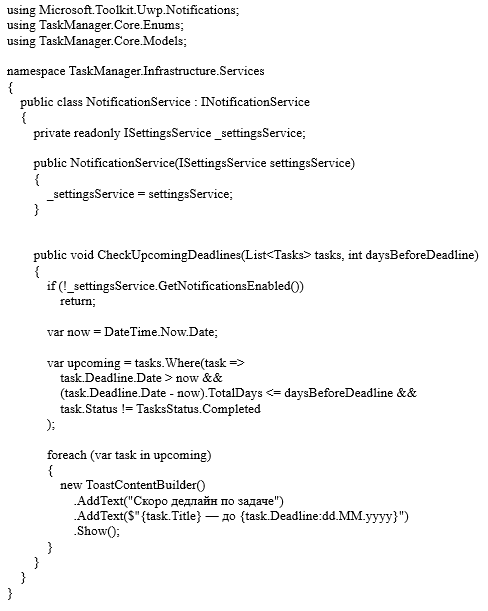 using Microsoft.Toolkit.Uwp.Notifications;
using TaskManager.Core.Enums;
using TaskManager.Core.Models;

namespace TaskManager.Infrastructure.Services
{
    public class NotificationService : INotificationService
    {
        private readonly ISettingsService _settingsService;

        public NotificationService(ISettingsService settingsService)
        {
            _settingsService = settingsService;
        }


        public void CheckUpcomingDeadlines(List<Tasks> tasks, int daysBeforeDeadline)
        {
            if (!_settingsService.GetNotificationsEnabled())
                return;

            var now = DateTime.Now.Date;

            var upcoming = tasks.Where(task =>
                task.Deadline.Date > now &&
                (task.Deadline.Date - now).TotalDays <= daysBeforeDeadline &&
                task.Status != TasksStatus.Completed
            );

            foreach (var task in upcoming)
            {
                new ToastContentBuilder()
                    .AddText("Скоро дедлайн по задаче")
                    .AddText($"{task.Title} — до {task.Deadline:dd.MM.yyyy}")
                    .Show();
            }
        }
    }
}